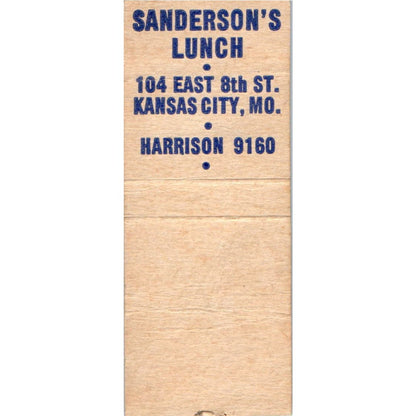 SANDERSON'S
LUNCH
104 EAST 8th ST.
KANSAS CITY, MO.
HARRISON 9160